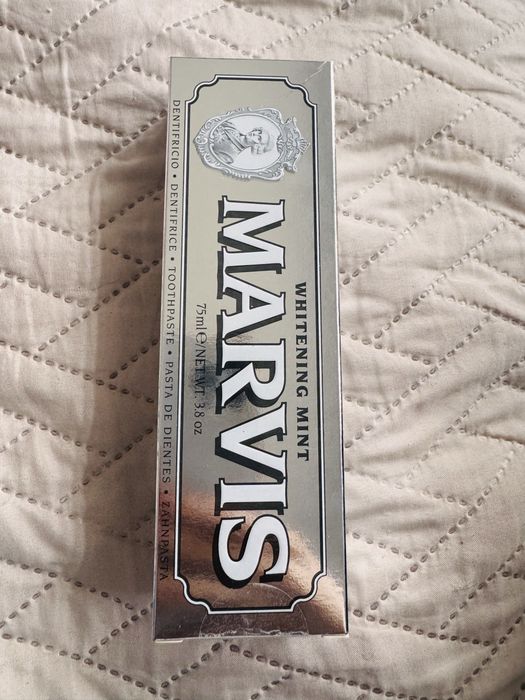 WHITENING MINT
MARVIS
75ml ℮/NET WT. 3.8 oz
DENTIFRICIO • DENTIFRICE • TOOTHPASTE • PASTA DE DIENTES • ZAHNPASTA